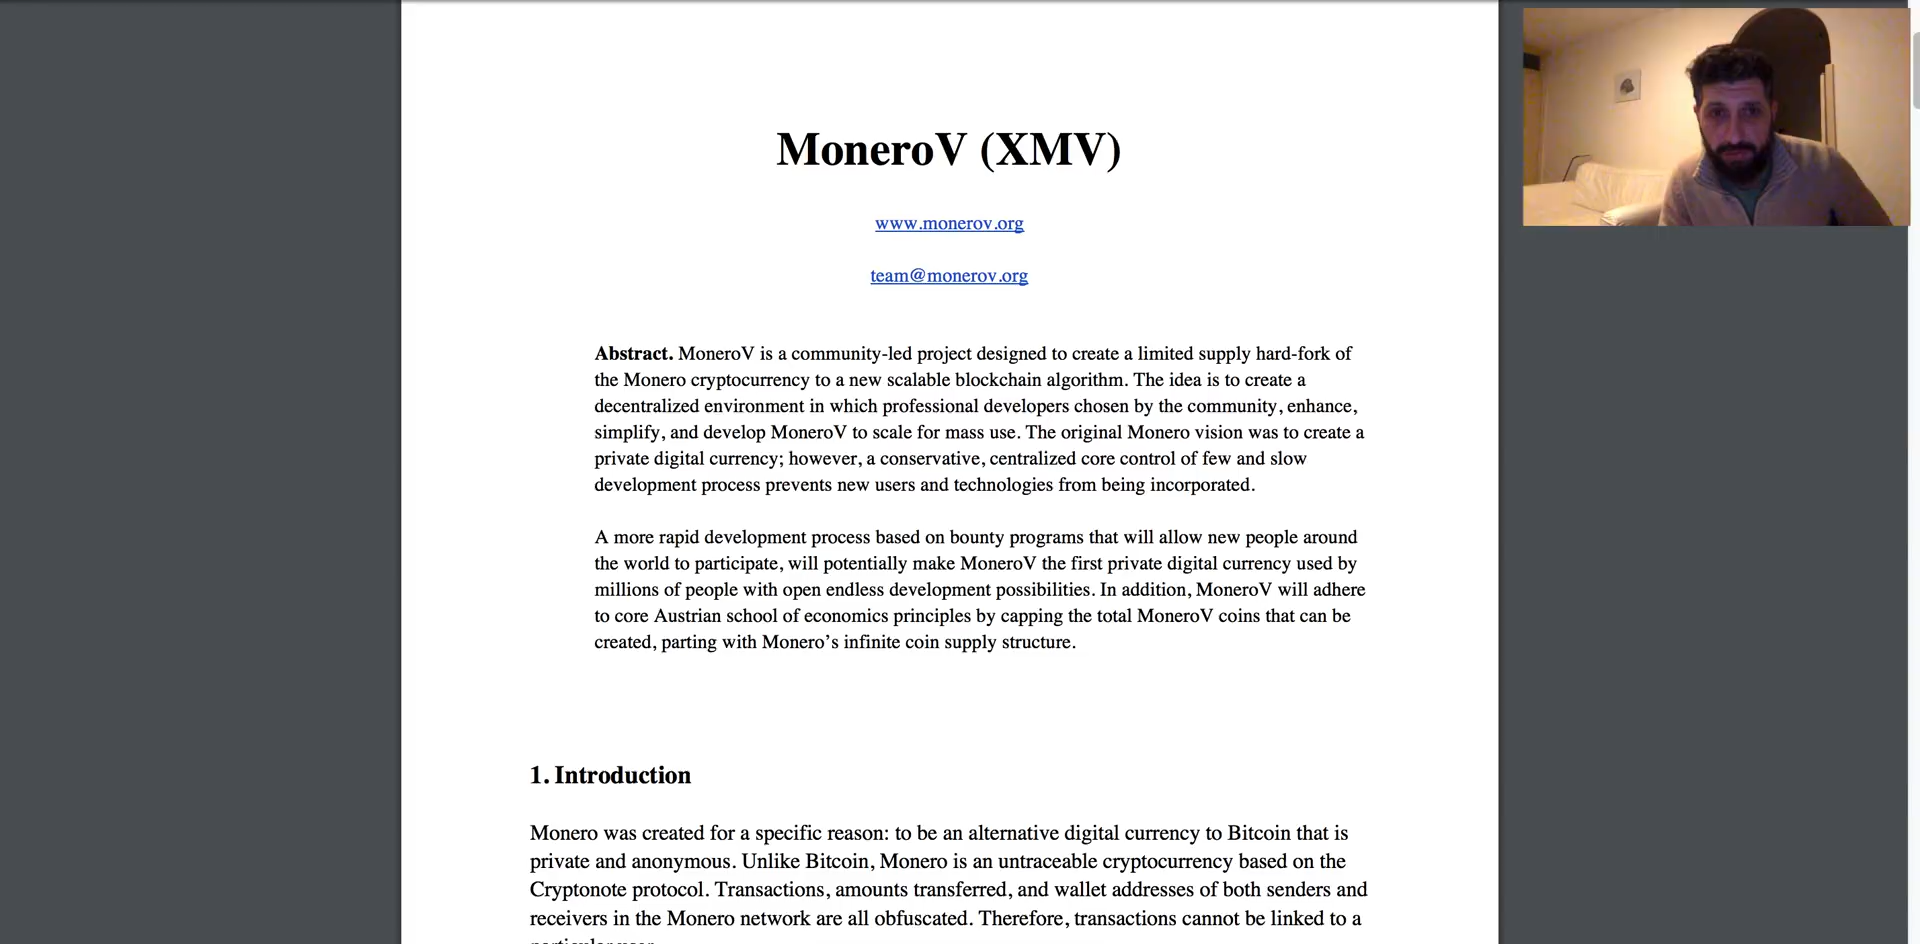 MoneroV (XMV)
www.monerov.org
team@monerov.org
Abstract. MoneroV is a community-led project designed to create a limited supply hard-fork of
the Monero cryptocurrency to a new scalable blockchain algorithm. The idea is to create a
decentralized environment in which professional developers chosen by the community, enhance,
simplify, and develop MoneroV to scale for mass use. The original Monero vision was to create a
private digital currency; however, a conservative, centralized core control of few and slow
development process prevents new users and technologies from being incorporated.
A more rapid development process based on bounty programs that will allow new people around
the world to participate, will potentially make MoneroV the first private digital currency used by
millions of people with open endless development possibilities. In addition, MoneroV will adhere
to core Austrian school of economics principles by capping the total MoneroV coins that can be
created, parting with Monero’s infinite coin supply structure.
1. Introduction
Monero was created for a specific reason: to be an alternative digital currency to Bitcoin that is
private and anonymous. Unlike Bitcoin, Monero is an untraceable cryptocurrency based on the
Cryptonote protocol. Transactions, amounts transferred, and wallet addresses of both senders and
receivers in the Monero network are all obfuscated. Therefore, transactions cannot be linked to a